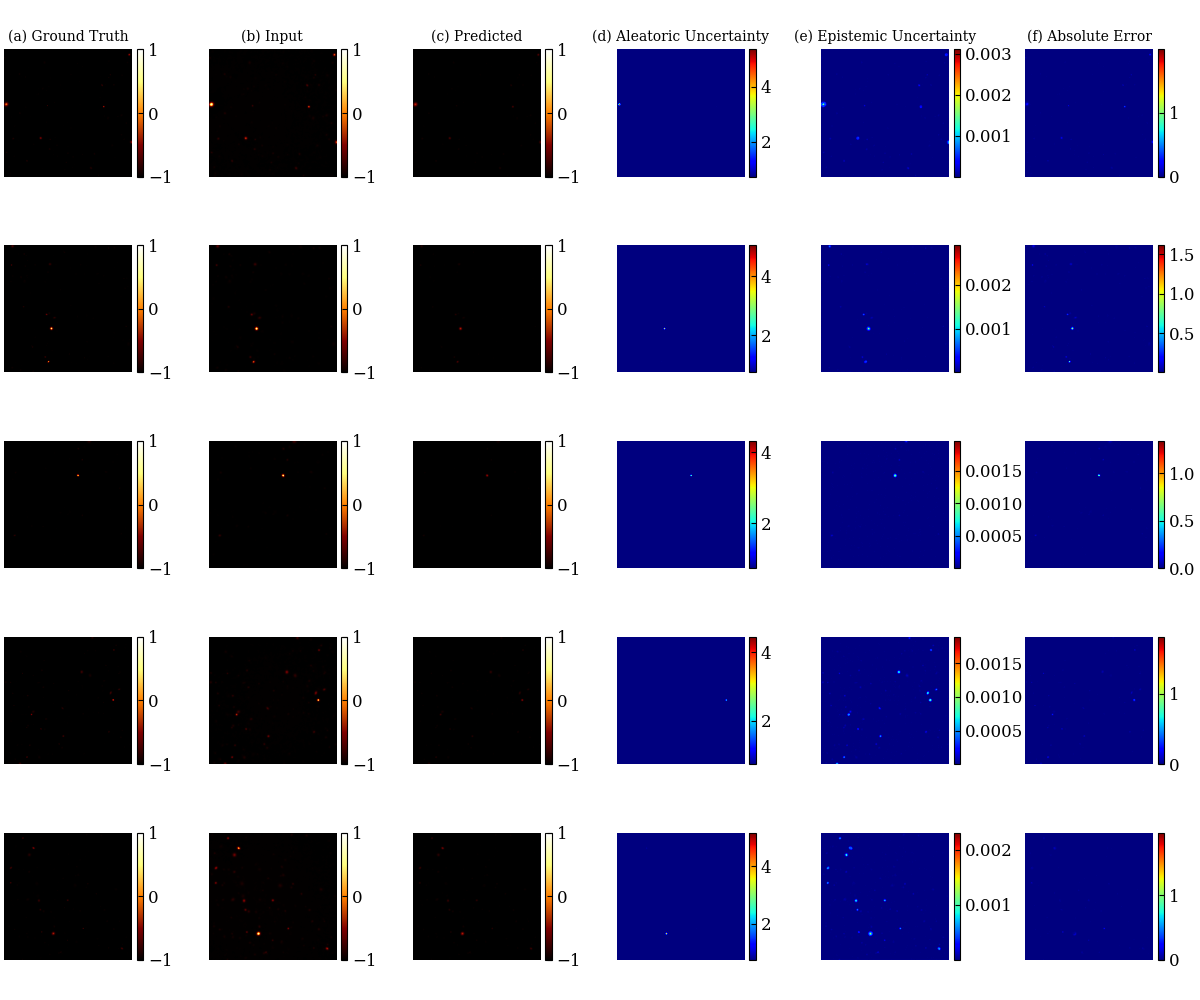 (a) Ground Truth (b) Input (c) Predicted (d) Aleatoric Uncertainty (e) Epistemic Uncertainty (f) Absolute Error
1 0 −1 1 0 −1 1 0 −1 4 2 0.003 0.002 0.001 1 0
1 0 −1 1 0 −1 1 0 −1 4 2 0.002 0.001 1.5 1.0 0.5
1 0 −1 1 0 −1 1 0 −1 4 2 0.0015 0.0010 0.0005 1.0 0.5 0.0
1 0 −1 1 0 −1 1 0 −1 4 2 0.0015 0.0010 0.0005 1 0
1 0 −1 1 0 −1 1 0 −1 4 2 0.002 0.001 1 0